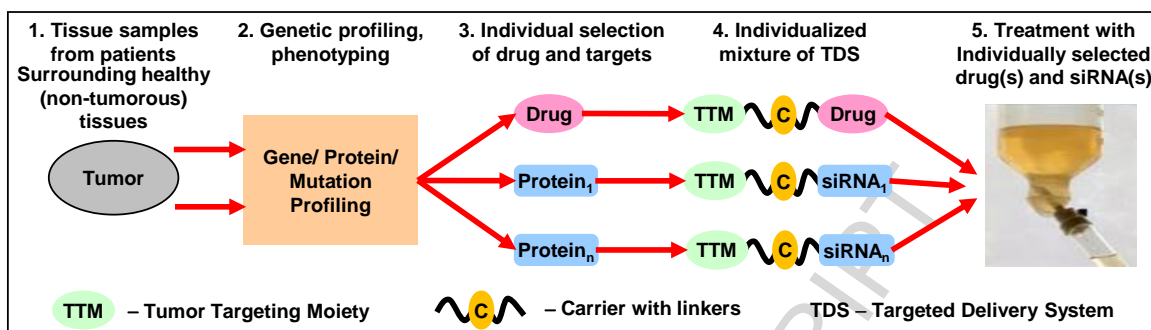 1. Tissue samples
from patients
Surrounding healthy
(non-tumorous)
tissues
Tumor
2. Genetic profiling,
phenotyping
Gene/ Protein/
Mutation
Profiling
3. Individual selection
of drug and targets
Drug
Protein1
Proteinn
4. Individualized
mixture of TDS
TTM C Drug
TTM C siRNA1
TTM C siRNAn
5. Treatment with
Individually selected
drug(s) and siRNA(s)
TTM – Tumor Targeting Moiety
C – Carrier with linkers
TDS – Targeted Delivery System
RIPT